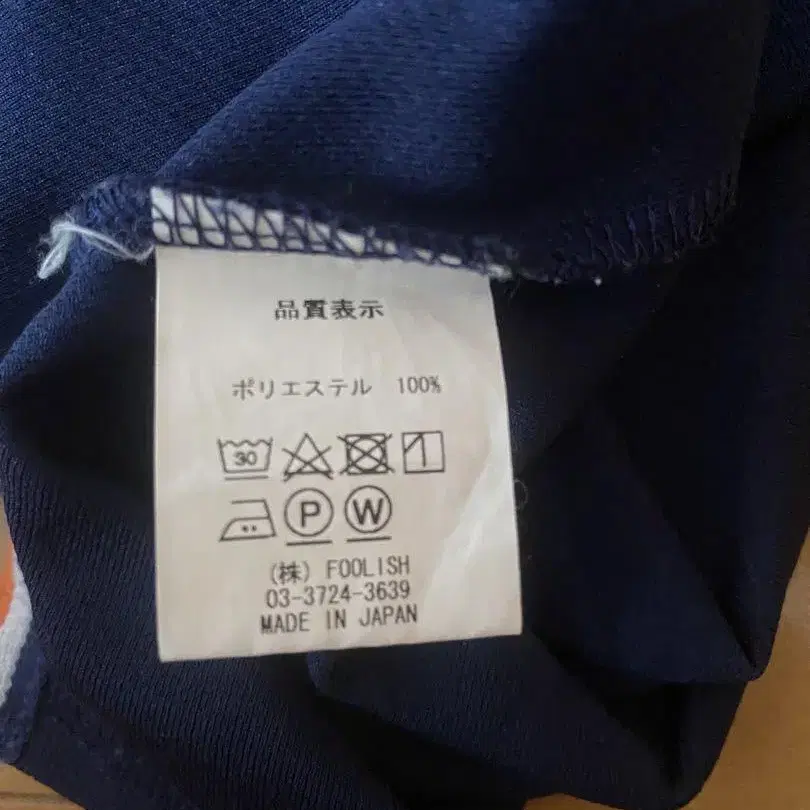 品質表示
ポリエステル 100%
30
P W
(株) FOOLISH
03-3724-3639
MADE IN JAPAN